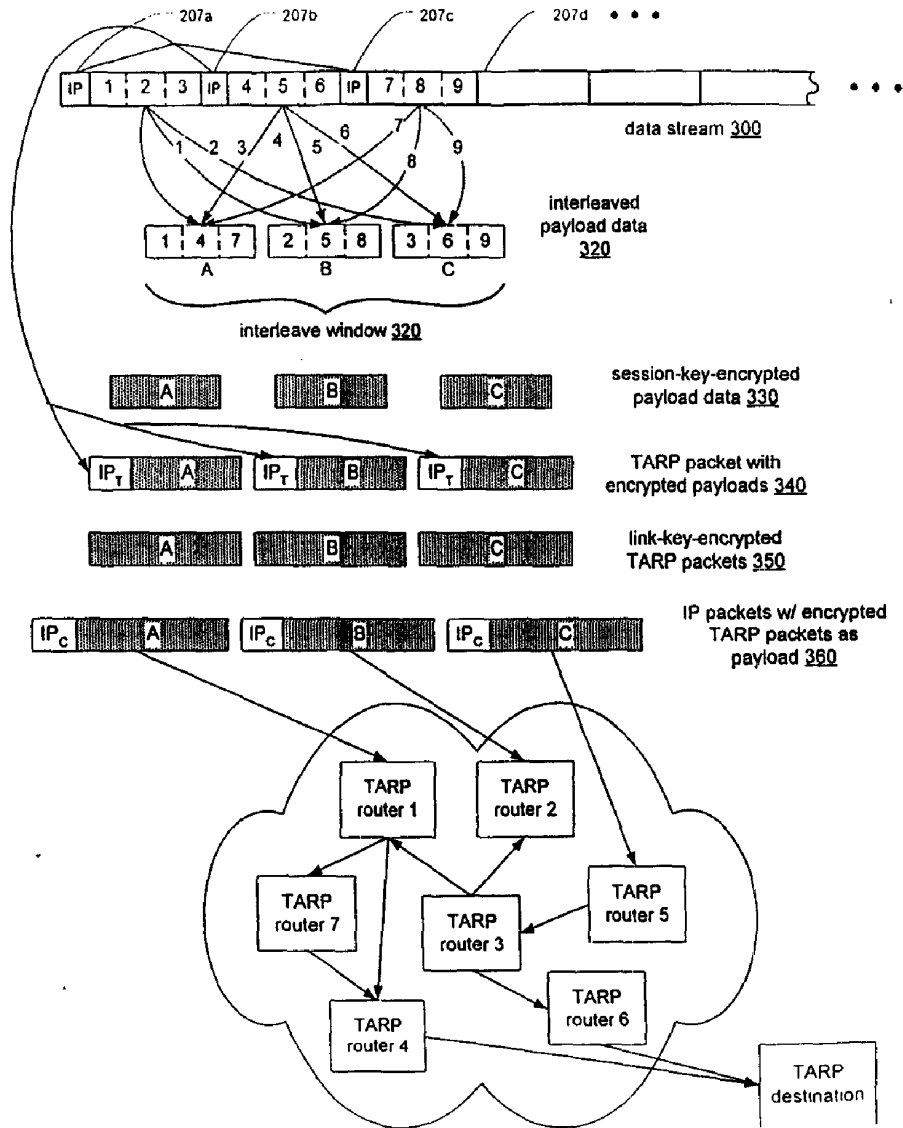 207a 207b 207c 207d • • •
IP 1 2 3 IP 4 5 6 IP 7 8 9 • • •
data stream 300
1 2 3 4 5 6 7 8 9
interleaved
payload data
320
1 4 7 2 5 8 3 6 9
A B C
interleave window 320
A B C
session-key-encrypted
payload data 330
IPT A IPT B IPT C
TARP packet with
encrypted payloads 340
A B C
link-key-encrypted
TARP packets 350
IPC A IPC B IPC C
IP packets w/ encrypted
TARP packets as
payload 360
TARP
router 1
TARP
router 2
TARP
router 7
TARP
router 3
TARP
router 5
TARP
router 4
TARP
router 6
TARP
destination